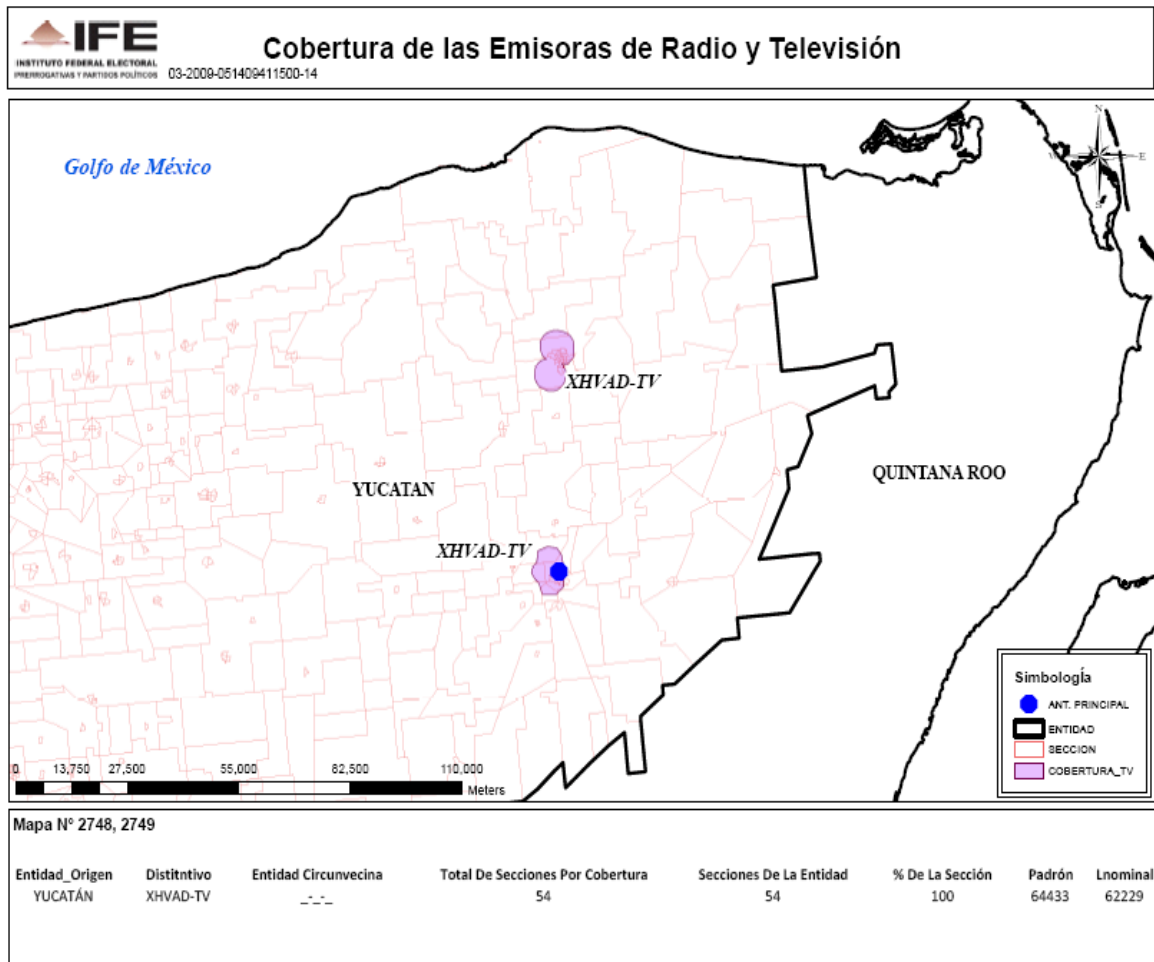 IFE
INSTITUTO FEDERAL ELECTORAL
PRERROGATIVAS Y PARTIDOS POLÍTICOS
03-2009-051409411500-14
Cobertura de las Emisoras de Radio y Televisión
Golfo de México
N
W E
S
XHVAD-TV
YUCATAN
QUINTANA ROO
XHVAD-TV
Simbología
ANT. PRINCIPAL
ENTIDAD
SECCION
COBERTURA_TV
0 13,750 27,500 55,000 82,500 110,000
Meters
Mapa N° 2748, 2749
Entidad_Origen Distitntivo Entidad Circunvecina Total De Secciones Por Cobertura Secciones De La Entidad % De La Sección Padrón Lnominal
YUCATÁN XHVAD-TV _-_-_ 54 54 100 64433 62229